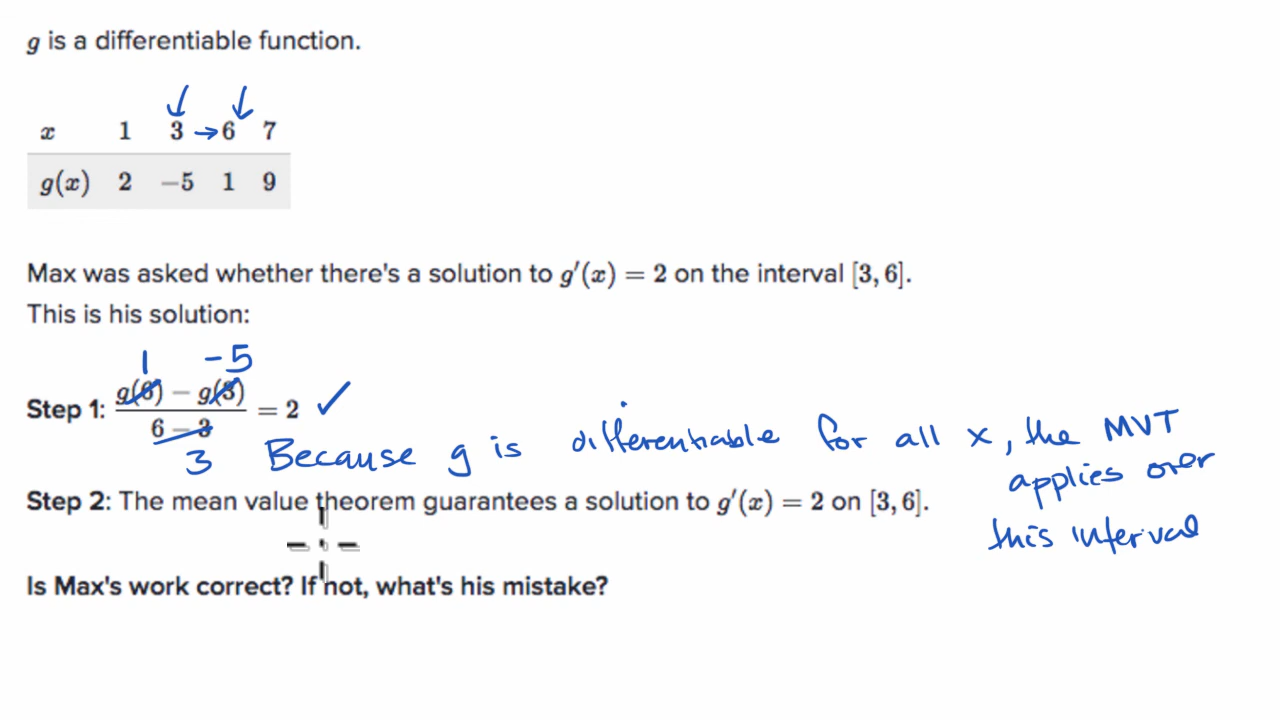 g is a differentiable function.
x 1 3 → 6 7
g(x) 2 −5 1 9
Max was asked whether there's a solution to g′(x) = 2 on the interval [3, 6].
This is his solution:
1 -5
Step 1: g(6) − g(3) / 6 − 3 = 2 ✓
3 Because g is differentiable for all x, the MVT
applies over
Step 2: The mean value theorem guarantees a solution to g′(x) = 2 on [3, 6].
this interval
Is Max's work correct? If not, what's his mistake?